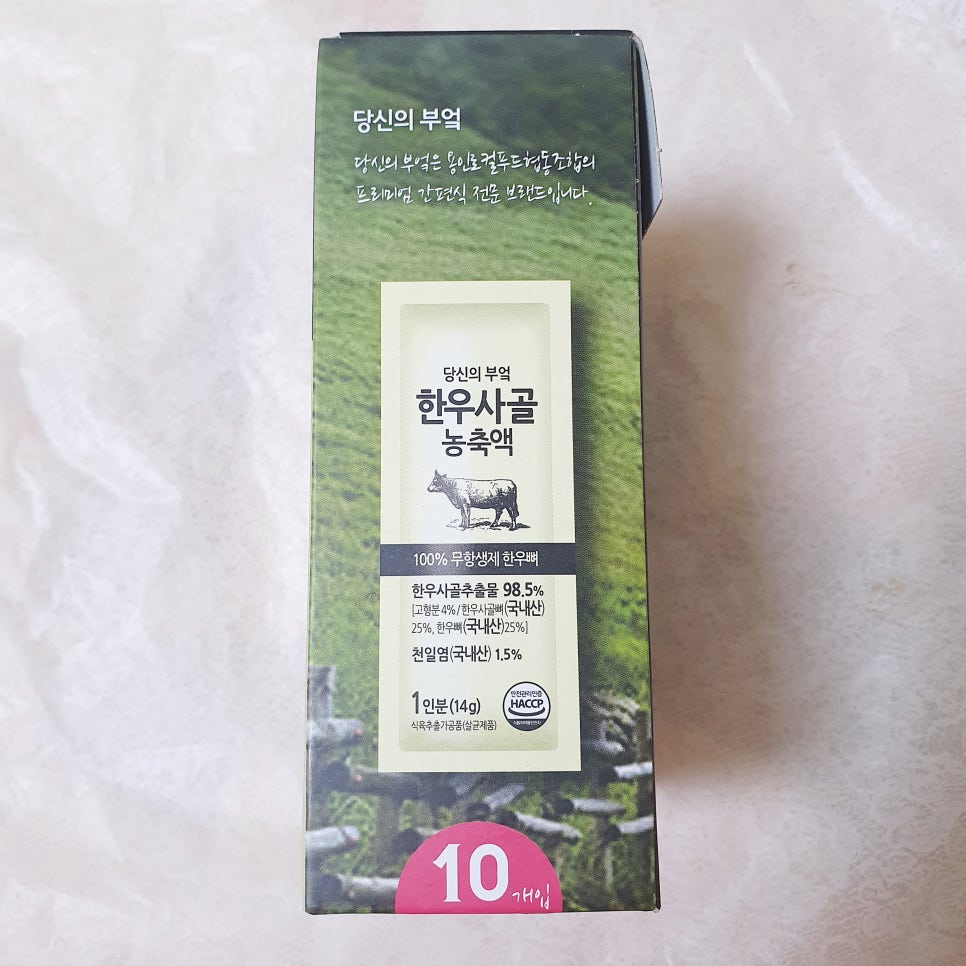 당신의 부엌
당신의 부엌은 용인로컬푸드협동조합의
프리미엄 간편식 전문 브랜드입니다.
당신의 부엌
한우사골
농축액
100% 무항생제 한우뼈
한우사골추출물 98.5%
[고형분 4% / 한우사골뼈(국내산)
25%, 한우뼈(국내산)25%]
천일염(국내산) 1.5%
1인분(14g)
식육추출가공품(살균제품)
안전관리인증
HACCP
10개입